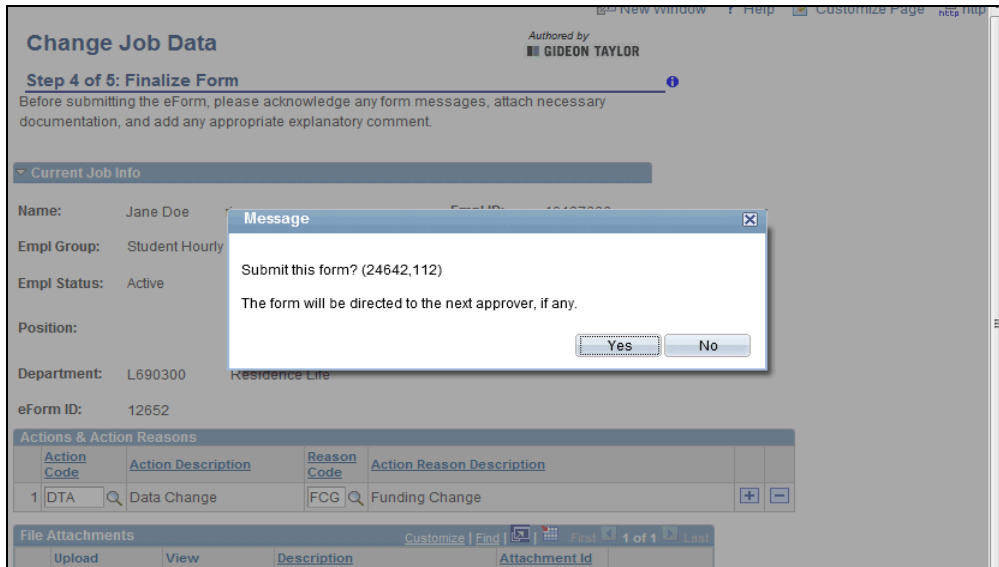 New Window ? Help Customize Page http http
Change Job Data
Authored by
GIDEON TAYLOR
Step 4 of 5: Finalize Form
Before submitting the eForm, please acknowledge any form messages, attach necessary
documentation, and add any appropriate explanatory comment.
Current Job Info
Name: Jane Doe
Message
Empl Group: Student Hourly
Submit this form? (24642,112)
Empl Status: Active
The form will be directed to the next approver, if any.
Position:
Yes No
Department: L690300 Residence Life
eForm ID: 12652
Actions & Action Reasons
Action Code Action Description Reason Code Action Reason Description
1 DTA Data Change FCG Funding Change
File Attachments Customize | Find | First 1 of 1 Last
Upload View Description Attachment Id